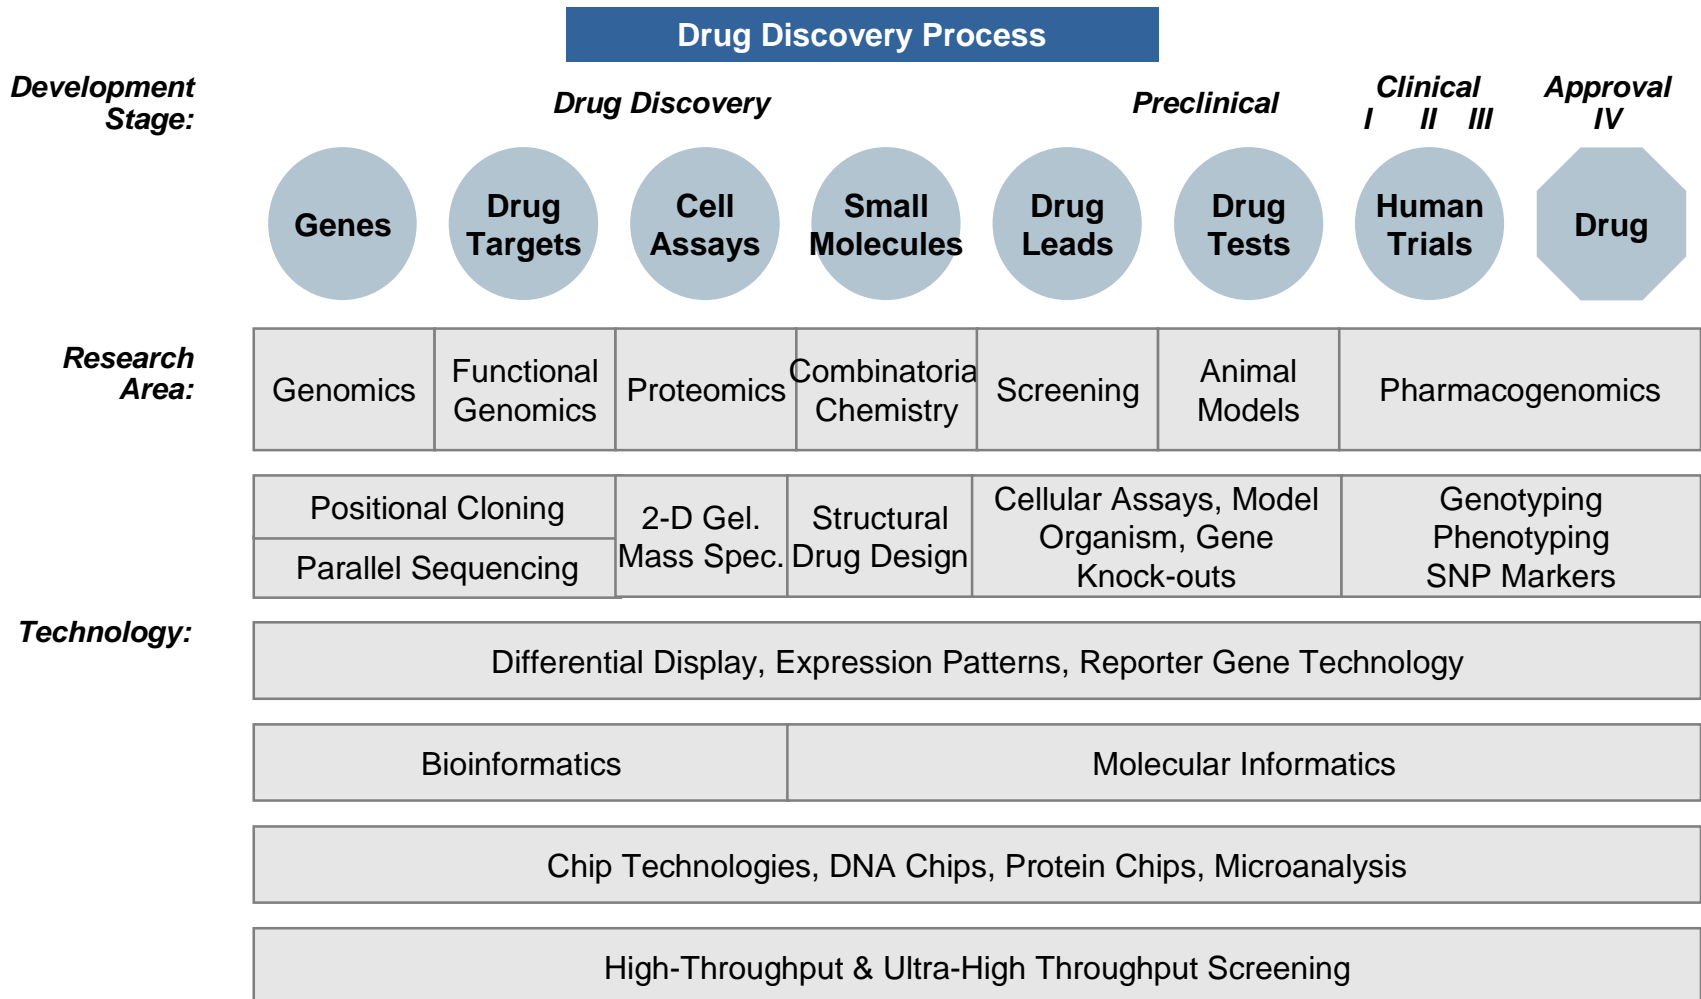 Drug Discovery Process
Development
Stage:
Drug Discovery
Preclinical
Clinical
I II III
Approval
IV
Genes
Drug
Targets
Cell
Assays
Small
Molecules
Drug
Leads
Drug
Tests
Human
Trials
Drug
Research
Area:
Genomics
Functional
Genomics
Proteomics
Combinatoria
Chemistry
Screening
Animal
Models
Pharmacogenomics
Positional Cloning
Parallel Sequencing
2-D Gel.
Mass Spec.
Structural
Drug Design
Cellular Assays, Model
Organism, Gene
Knock-outs
Genotyping
Phenotyping
SNP Markers
Technology:
Differential Display, Expression Patterns, Reporter Gene Technology
Bioinformatics
Molecular Informatics
Chip Technologies, DNA Chips, Protein Chips, Microanalysis
High-Throughput & Ultra-High Throughput Screening